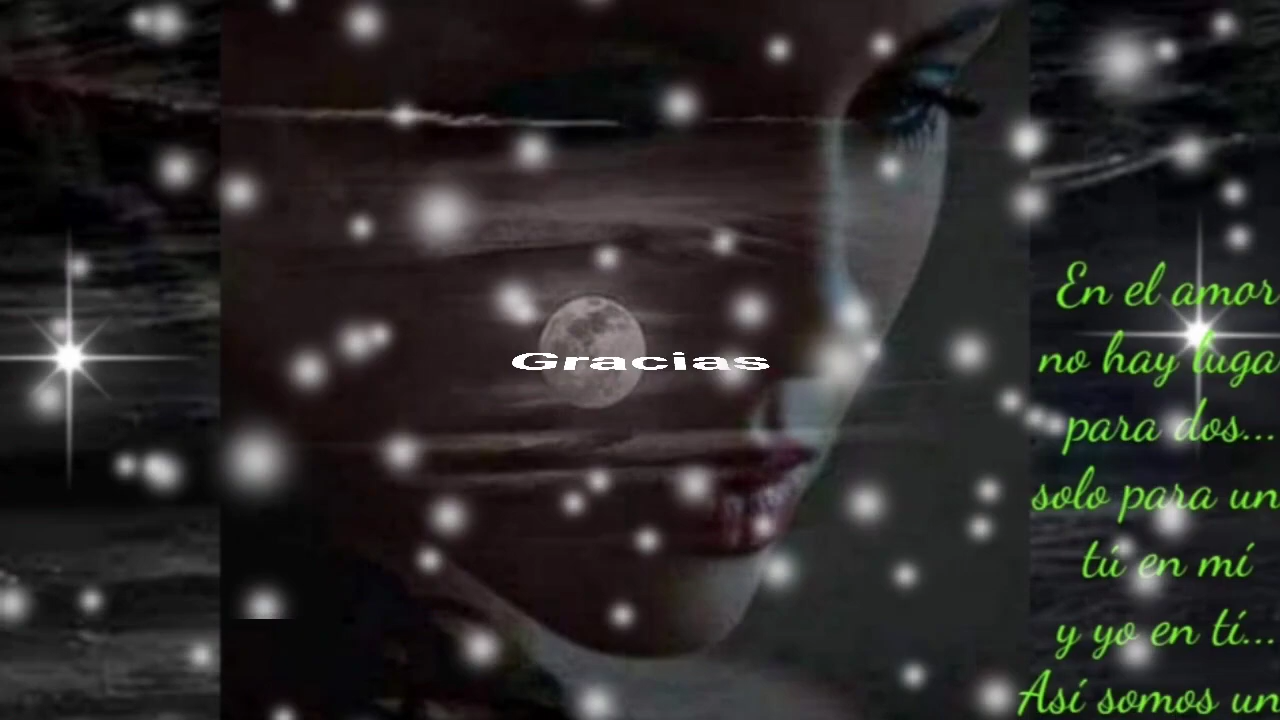 Gracias
En el amor
no hay luga
para dos...
solo para un
tú en mí
y yo en tí...
Así somos un